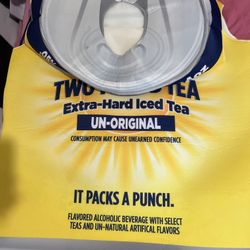 TWO TEA
Extra-Hard Iced Tea
UN-ORIGINAL
CONSUMPTION MAY CAUSE UNEARNED CONFIDENCE
IT PACKS A PUNCH.
FLAVORED ALCOHOLIC BEVERAGE WITH SELECT
TEAS AND UN-NATURAL ARTIFICAL FLAVORS